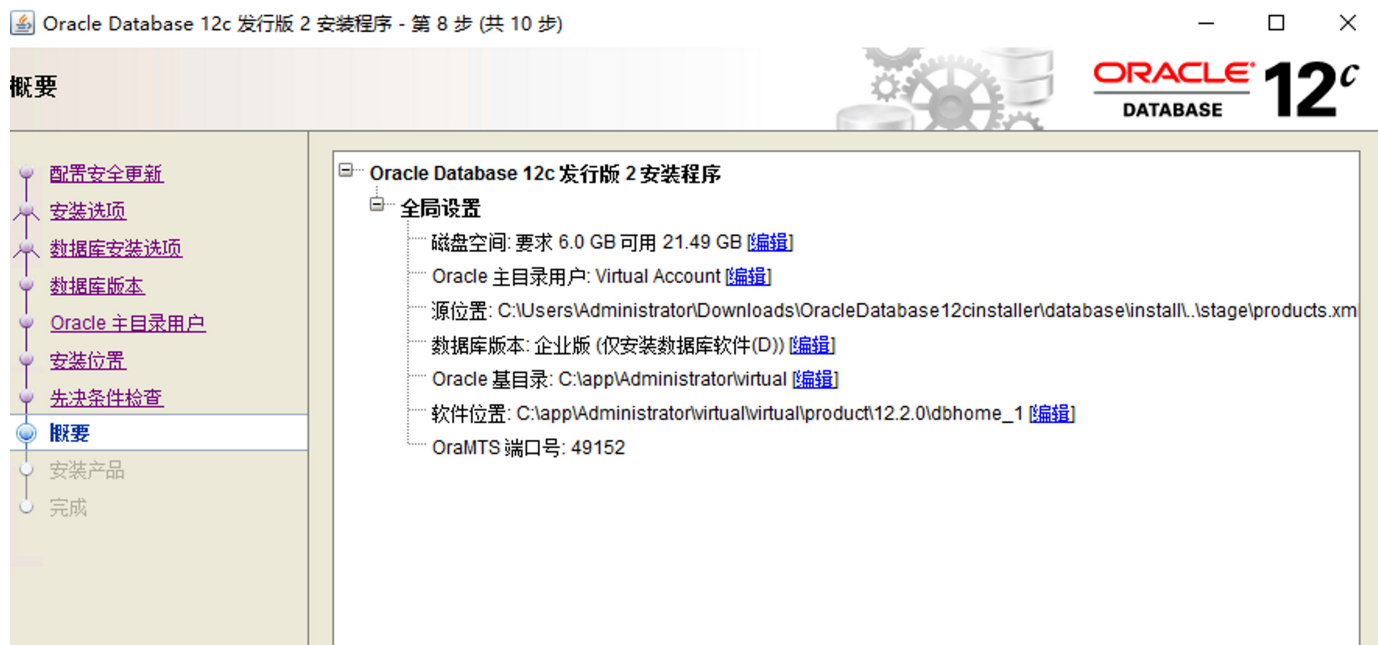 Oracle Database 12c 发行版 2 安装程序 - 第 8 步 (共 10 步)
概要
ORACLE
DATABASE
12c
配置安全更新
安装选项
数据库安装选项
数据库版本
Oracle 主目录用户
安装位置
先决条件检查
概要
安装产品
完成
Oracle Database 12c 发行版 2 安装程序
全局设置
磁盘空间: 要求 6.0 GB 可用 21.49 GB [编辑]
Oracle 主目录用户: Virtual Account [编辑]
源位置: C:\Users\Administrator\Downloads\OracleDatabase12cinstaller\database\install\..\stage\products.xm
数据库版本: 企业版 (仅安装数据库软件(D)) [编辑]
Oracle 基目录: C:\app\Administrator\virtual [编辑]
软件位置: C:\app\Administrator\virtual\virtual\product\12.2.0\dbhome_1 [编辑]
OraMTS 端口号: 49152